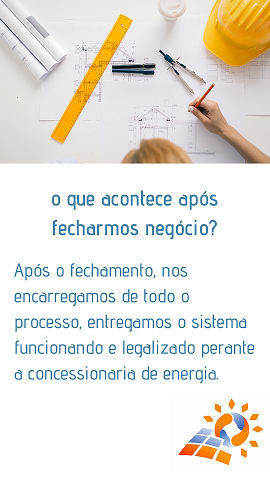 o que acontece após
fecharmos negócio?
Após o fechamento, nos
encarregamos de todo o
processo, entregamos o sistema
funcionando e legalizado perante
a concessionaria de energia.